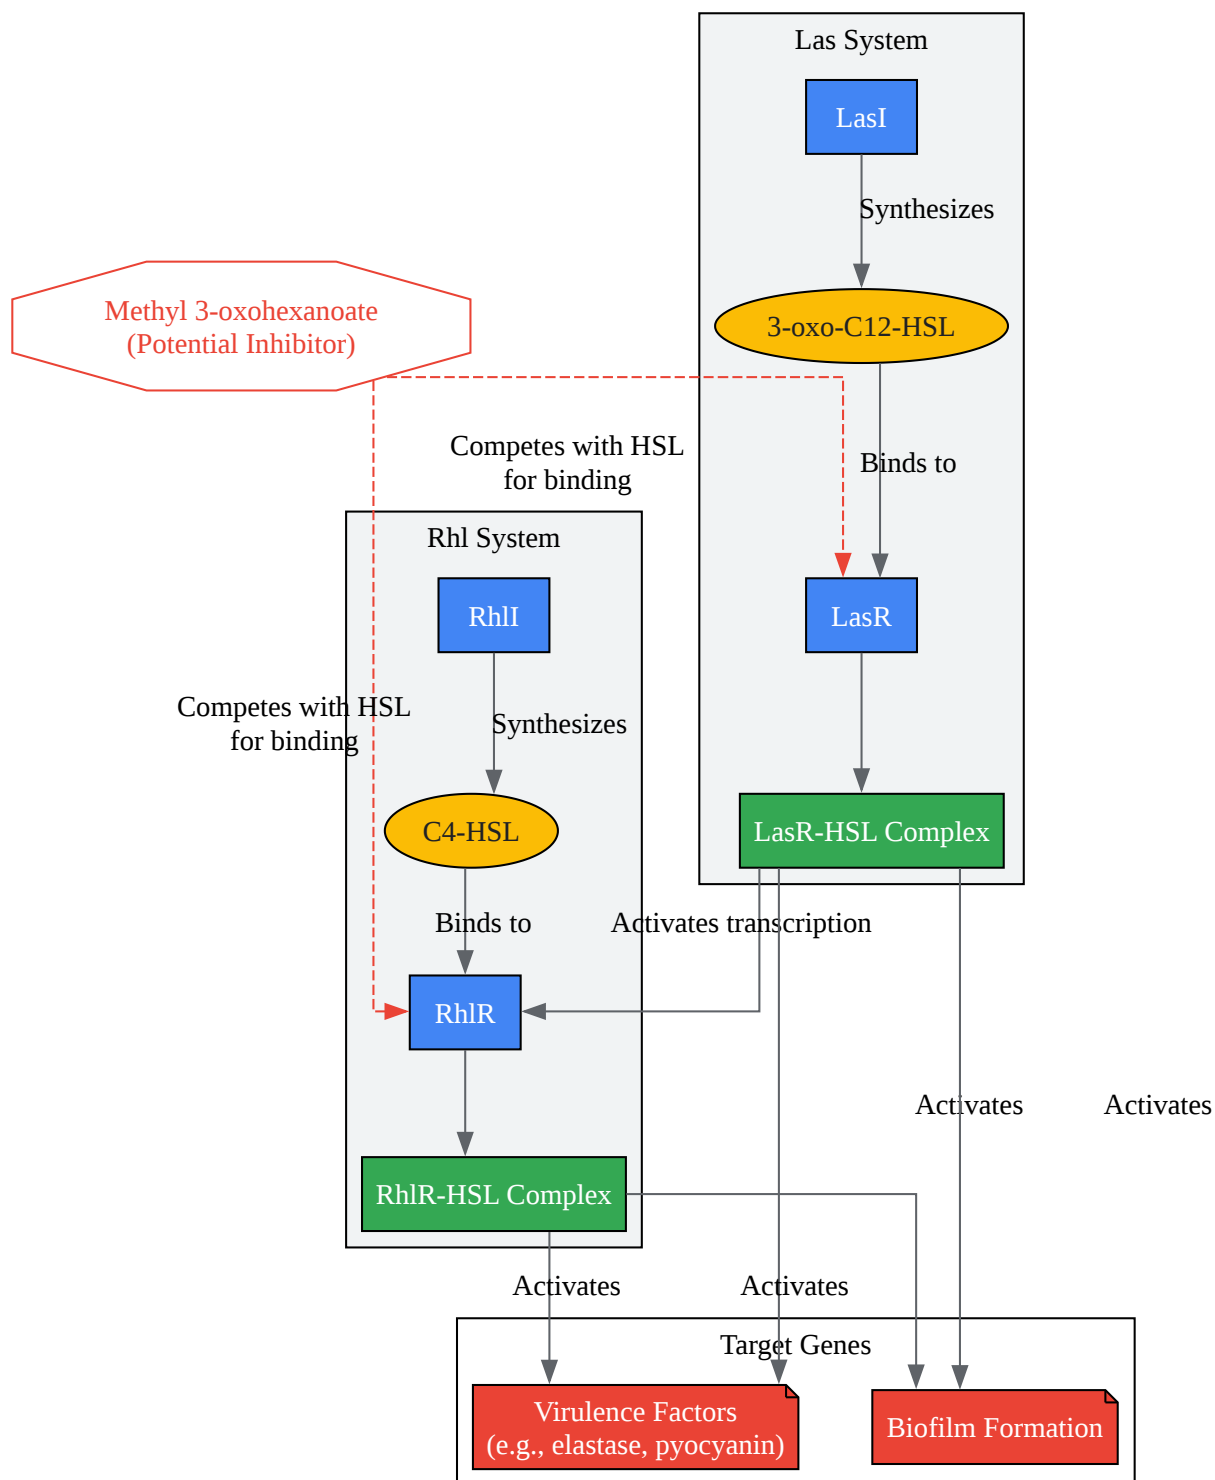 Las System
LasI
Synthesizes
Methyl 3-oxohexanoate
(Potential Inhibitor)
3-oxo-C12-HSL
Competes with HSL
for binding
Binds to
Rhl System
RhlI
LasR
Competes with HSL
for binding
Synthesizes
C4-HSL
LasR-HSL Complex
Binds to
Activates transcription
RhlR
Activates
Activates
RhlR-HSL Complex
Activates
Activates
Target Genes
Virulence Factors
(e.g., elastase, pyocyanin)
Biofilm Formation